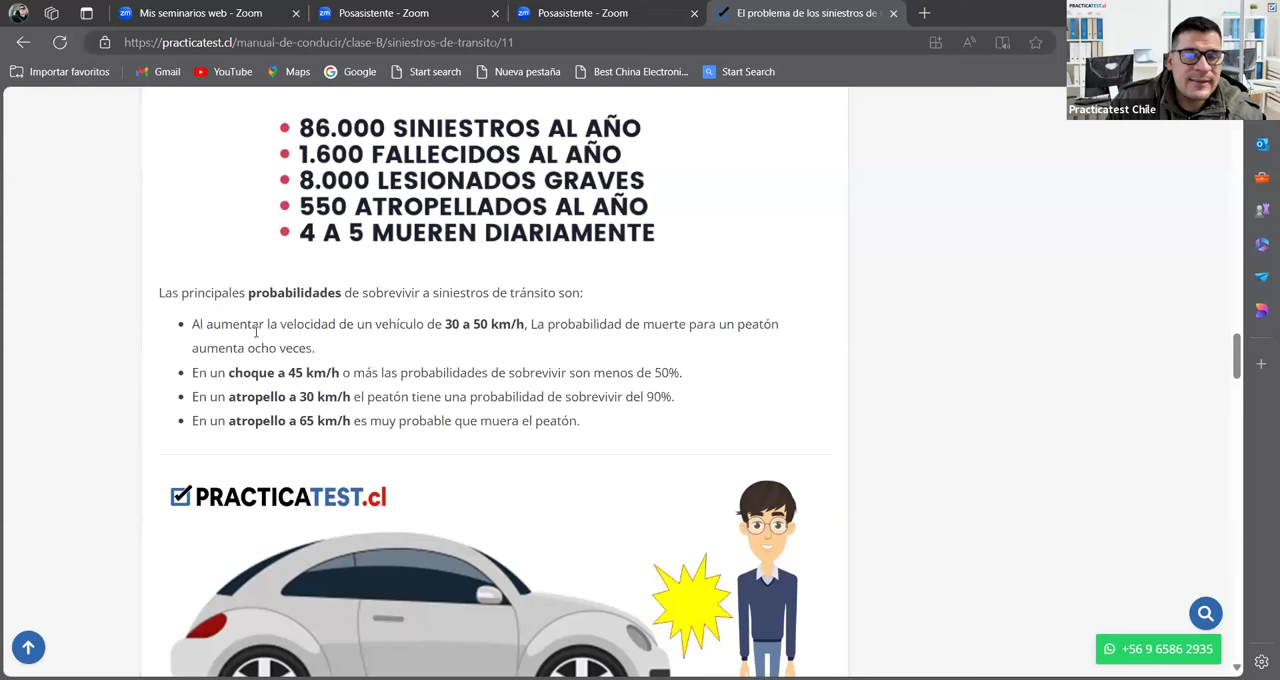 Mis seminarios web - Zoom
Posasistente - Zoom
Posasistente - Zoom
El problema de los siniestros de
https://practicatest.cl/manual-de-conducir/clase-B/siniestros-de-transito/11
Importar favoritos
Gmail
YouTube
Maps
Google
Start search
Nueva pestaña
Best China Electroni...
Start Search
PRACTICATEST.cl
Practicatest Chile
• 86.000 SINIESTROS AL AÑO
• 1.600 FALLECIDOS AL AÑO
• 8.000 LESIONADOS GRAVES
• 550 ATROPELLADOS AL AÑO
• 4 A 5 MUEREN DIARIAMENTE
Las principales probabilidades de sobrevivir a siniestros de tránsito son:
• Al aumentar la velocidad de un vehículo de 30 a 50 km/h, La probabilidad de muerte para un peatón
aumenta ocho veces.
• En un choque a 45 km/h o más las probabilidades de sobrevivir son menos de 50%.
• En un atropello a 30 km/h el peatón tiene una probabilidad de sobrevivir del 90%.
• En un atropello a 65 km/h es muy probable que muera el peatón.
PRACTICATEST.cl
+56 9 6586 2935